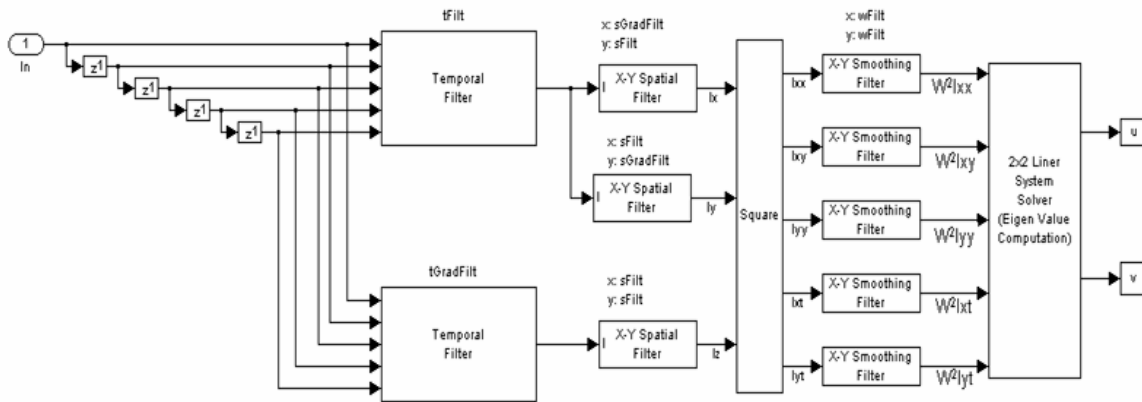 tFilt
x: sGradFilt
y: sFilt
x: wFilt
y: wFilt
1
In
z1
z1
z1
z1
Temporal
Filter
I
X-Y Spatial
Filter
Ix
x: sFilt
y: sGradFilt
I
X-Y Spatial
Filter
Iy
tGradFilt
Temporal
Filter
x: sFilt
y: sFilt
I
X-Y Spatial
Filter
Iz
Square
Ixx
X-Y Smoothing
Filter
W²Ixx
Ixy
X-Y Smoothing
Filter
W²Ixy
Iyy
X-Y Smoothing
Filter
W²Iyy
Ixt
X-Y Smoothing
Filter
W²Ixt
Iyt
X-Y Smoothing
Filter
W²Iyt
2x2 Liner
System
Solver
(Eigen Value
Computation)
u
v